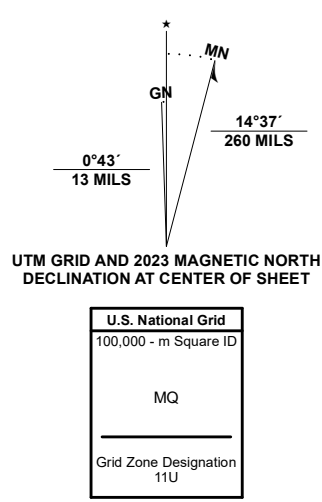 ★
MN
GN
0°43´
13 MILS
14°37´
260 MILS
UTM GRID AND 2023 MAGNETIC NORTH
DECLINATION AT CENTER OF SHEET
U.S. National Grid
100,000 - m Square ID
MQ
Grid Zone Designation
11U